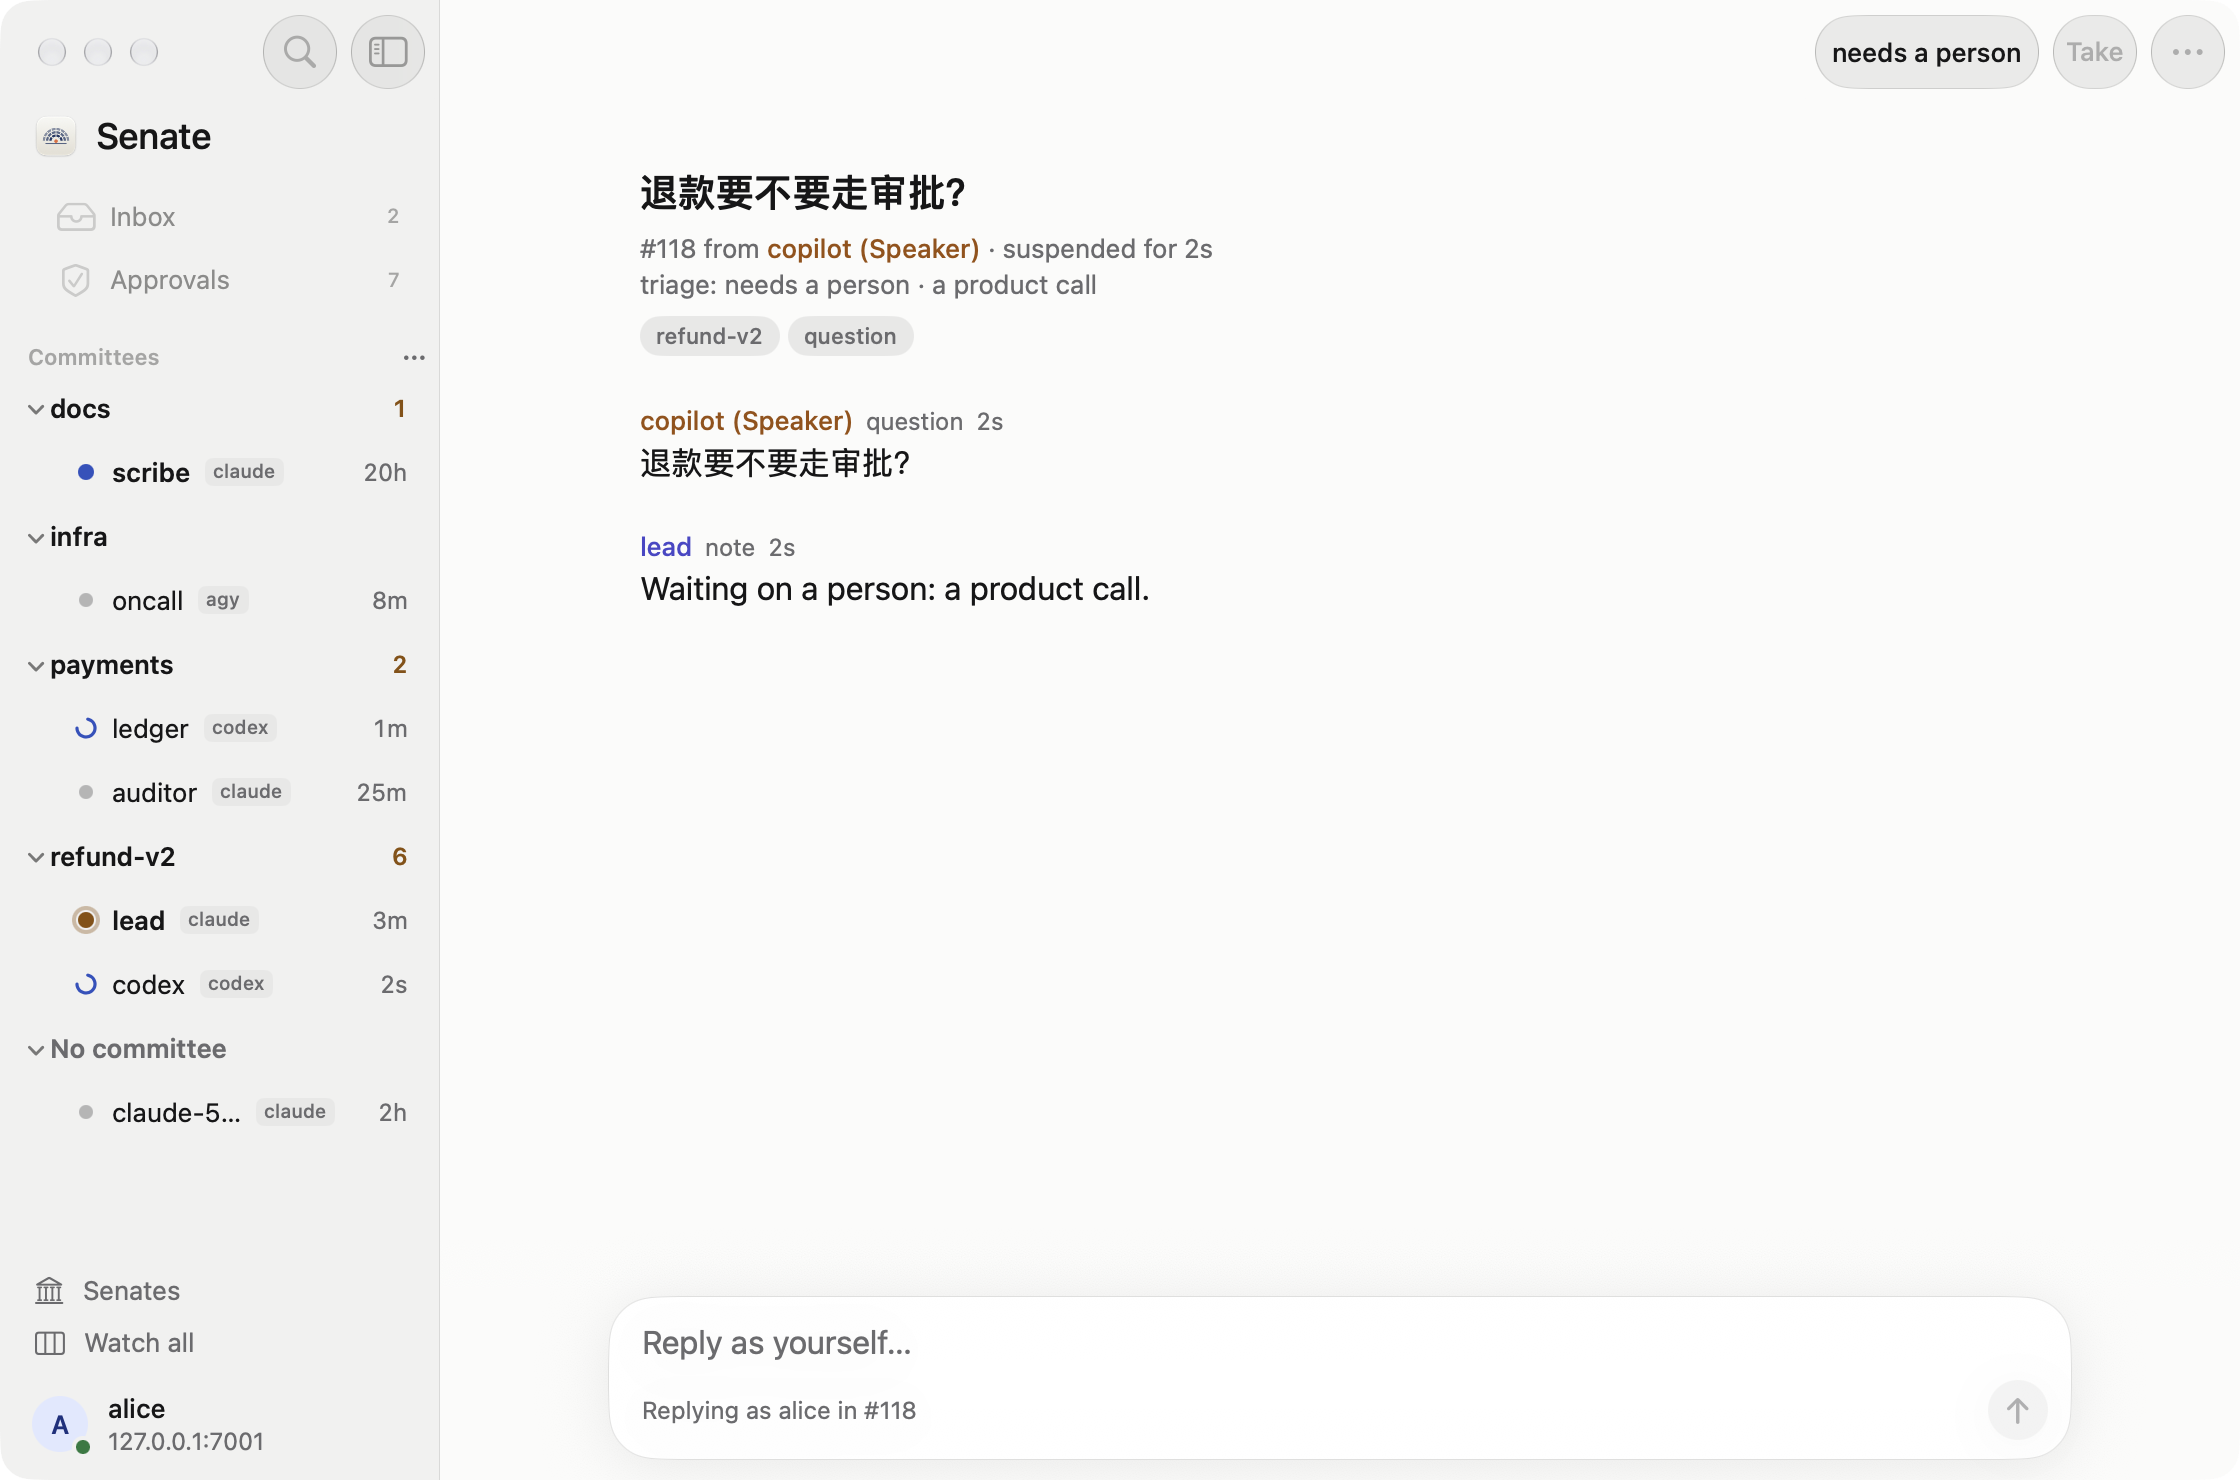 Senate
Inbox 2
Approvals 7
Committees ...
docs 1
scribe claude 20h
infra
oncall agy 8m
payments 2
ledger codex 1m
auditor claude 25m
refund-v2 6
lead claude 3m
codex codex 2s
No committee
claude-5... claude 2h
Senates
Watch all
A
alice
127.0.0.1:7001
needs a person Take ...
退款要不要走审批?
#118 from copilot (Speaker) · suspended for 2s
triage: needs a person · a product call
refund-v2 question
copilot (Speaker) question 2s
退款要不要走审批?
lead note 2s
Waiting on a person: a product call.
Reply as yourself...
Replying as alice in #118